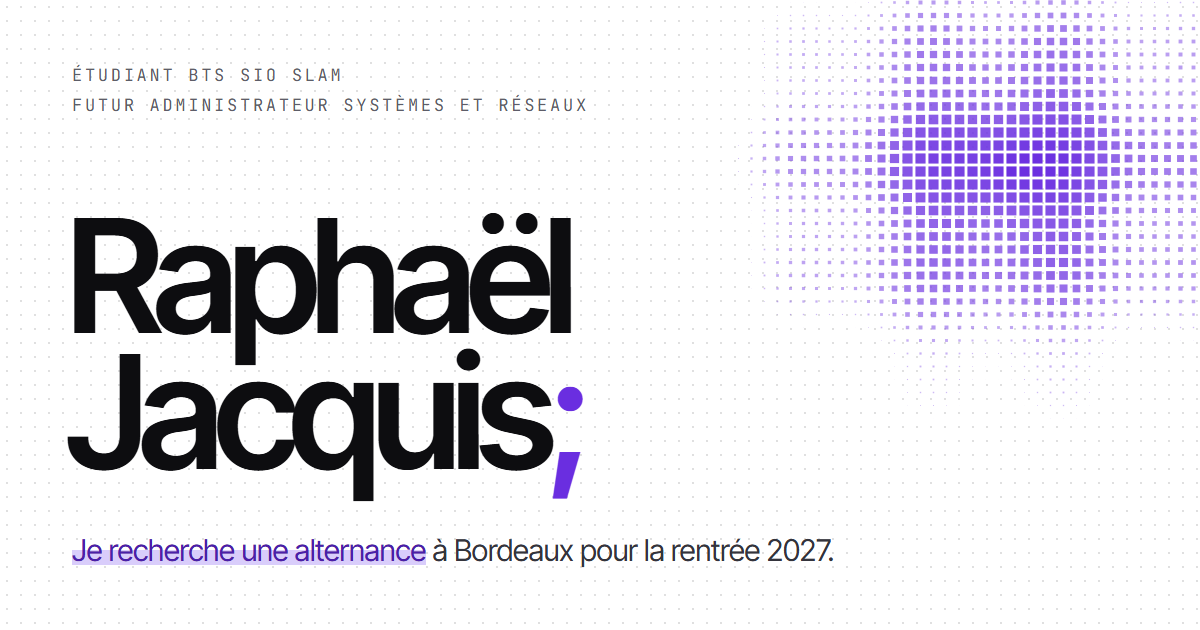 ÉTUDIANT BTS SIO SLAM
FUTUR ADMINISTRATEUR SYSTÈMES ET RÉSEAUX
Raphaël
Jacquis;
Je recherche une alternance à Bordeaux pour la rentrée 2027.